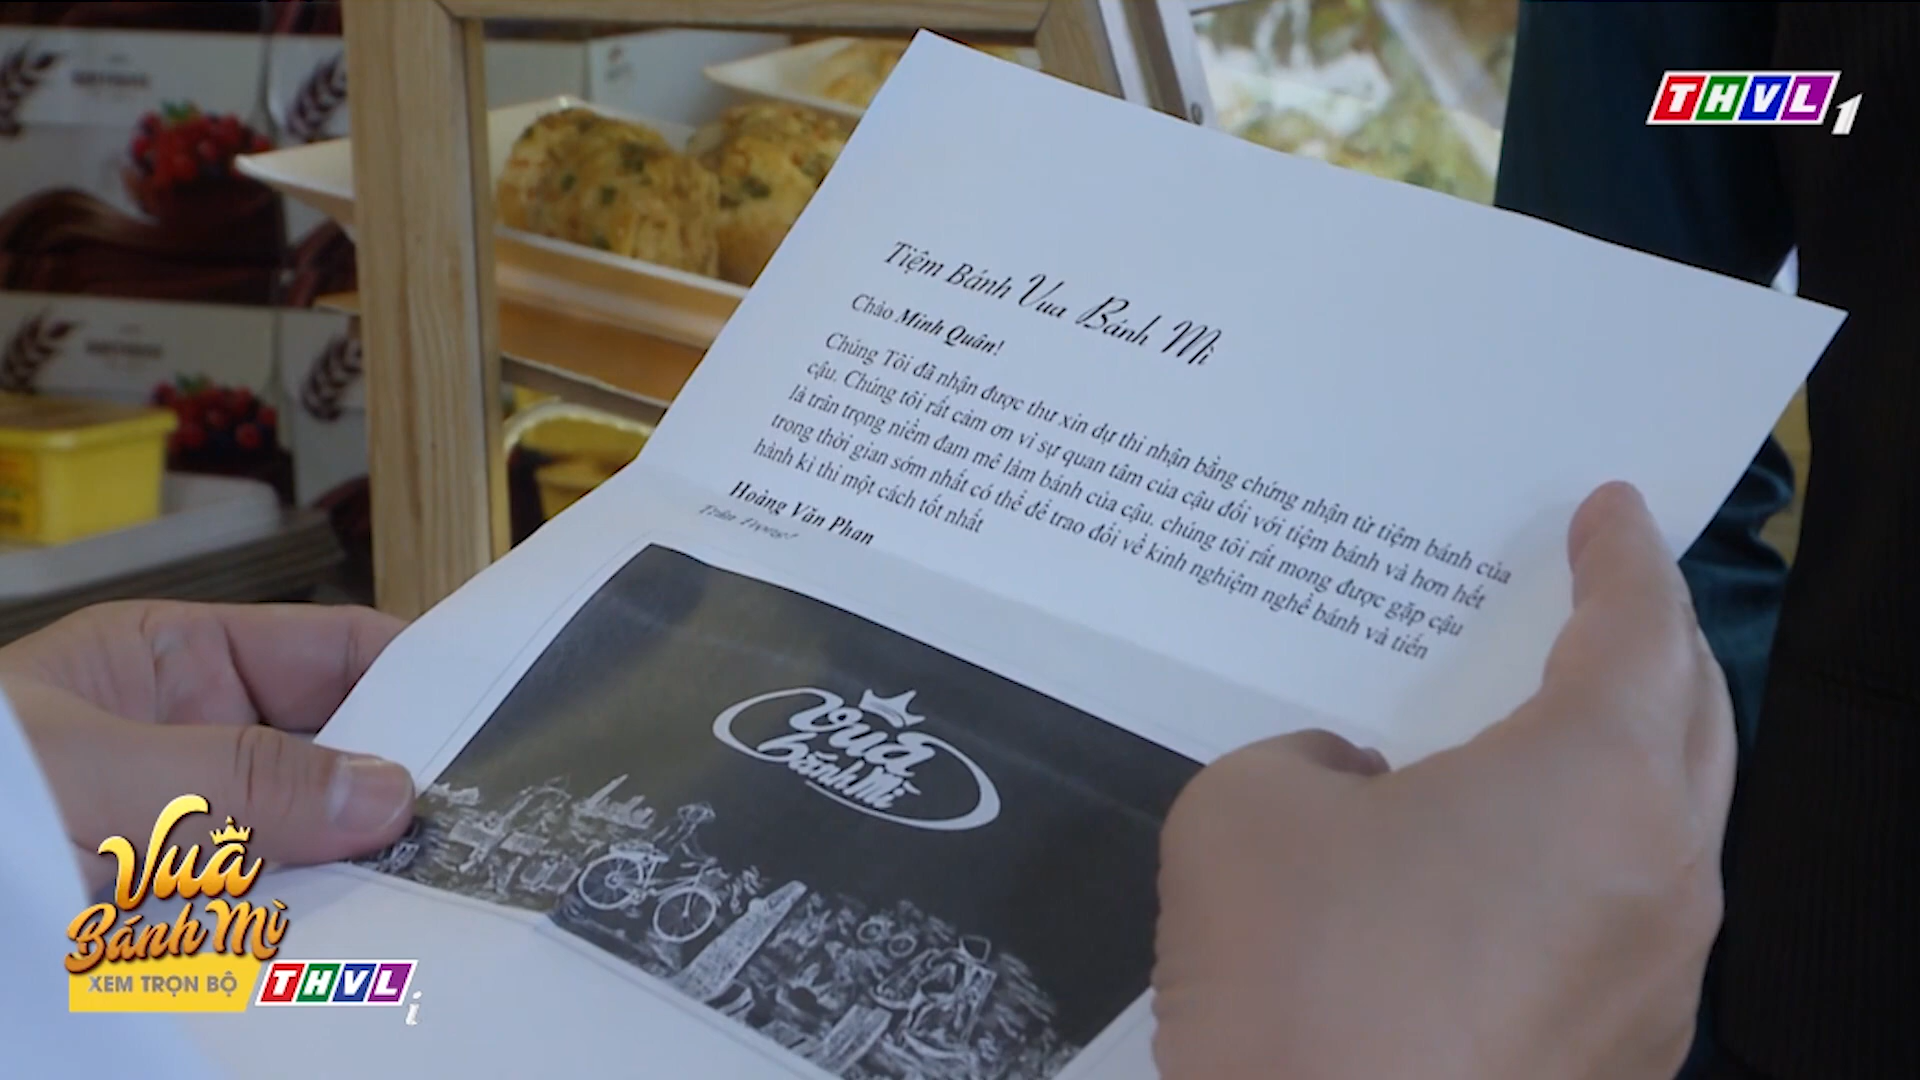 THVL1
Tiệm Bánh Vua Bánh Mì
Chào Minh Quân!
Chúng Tôi đã nhận được thư xin dự thi nhận bằng chứng nhận từ tiệm bánh của
cậu. Chúng tôi rất cảm ơn vì sự quan tâm của cậu đối với tiệm bánh và hơn hết
là trân trọng niềm đam mê làm bánh của cậu. chúng tôi rất mong được gặp cậu
trong thời gian sớm nhất có thể để trao đổi về kinh nghiệm nghề bánh và tiến
hành kì thi một cách tốt nhất
Hoàng Văn Phan
Trân trọng!
Vua
bánh mì
Vua
Bánh Mì
XEM TRỌN BỘ THVLi